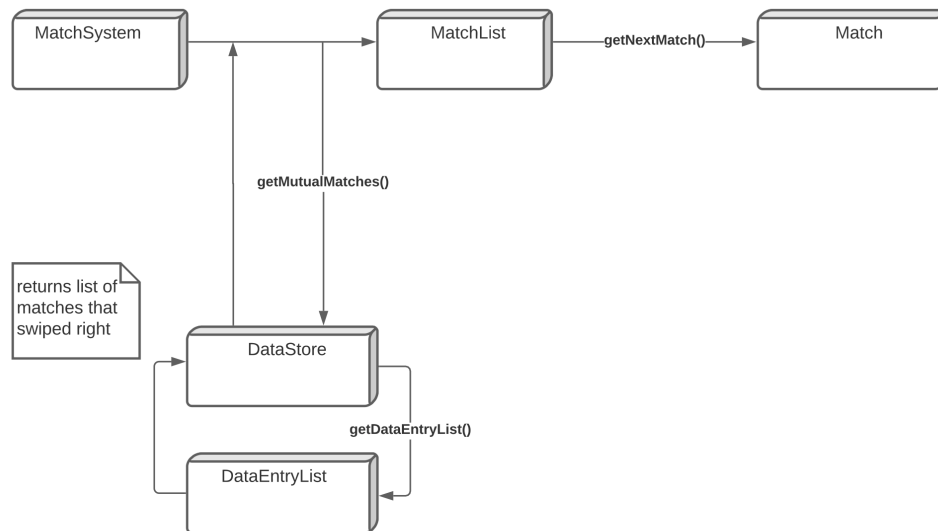 MatchSystem
MatchList
getNextMatch()
Match
getMutualMatches()
returns list of
matches that
swiped right
DataStore
getDataEntryList()
DataEntryList